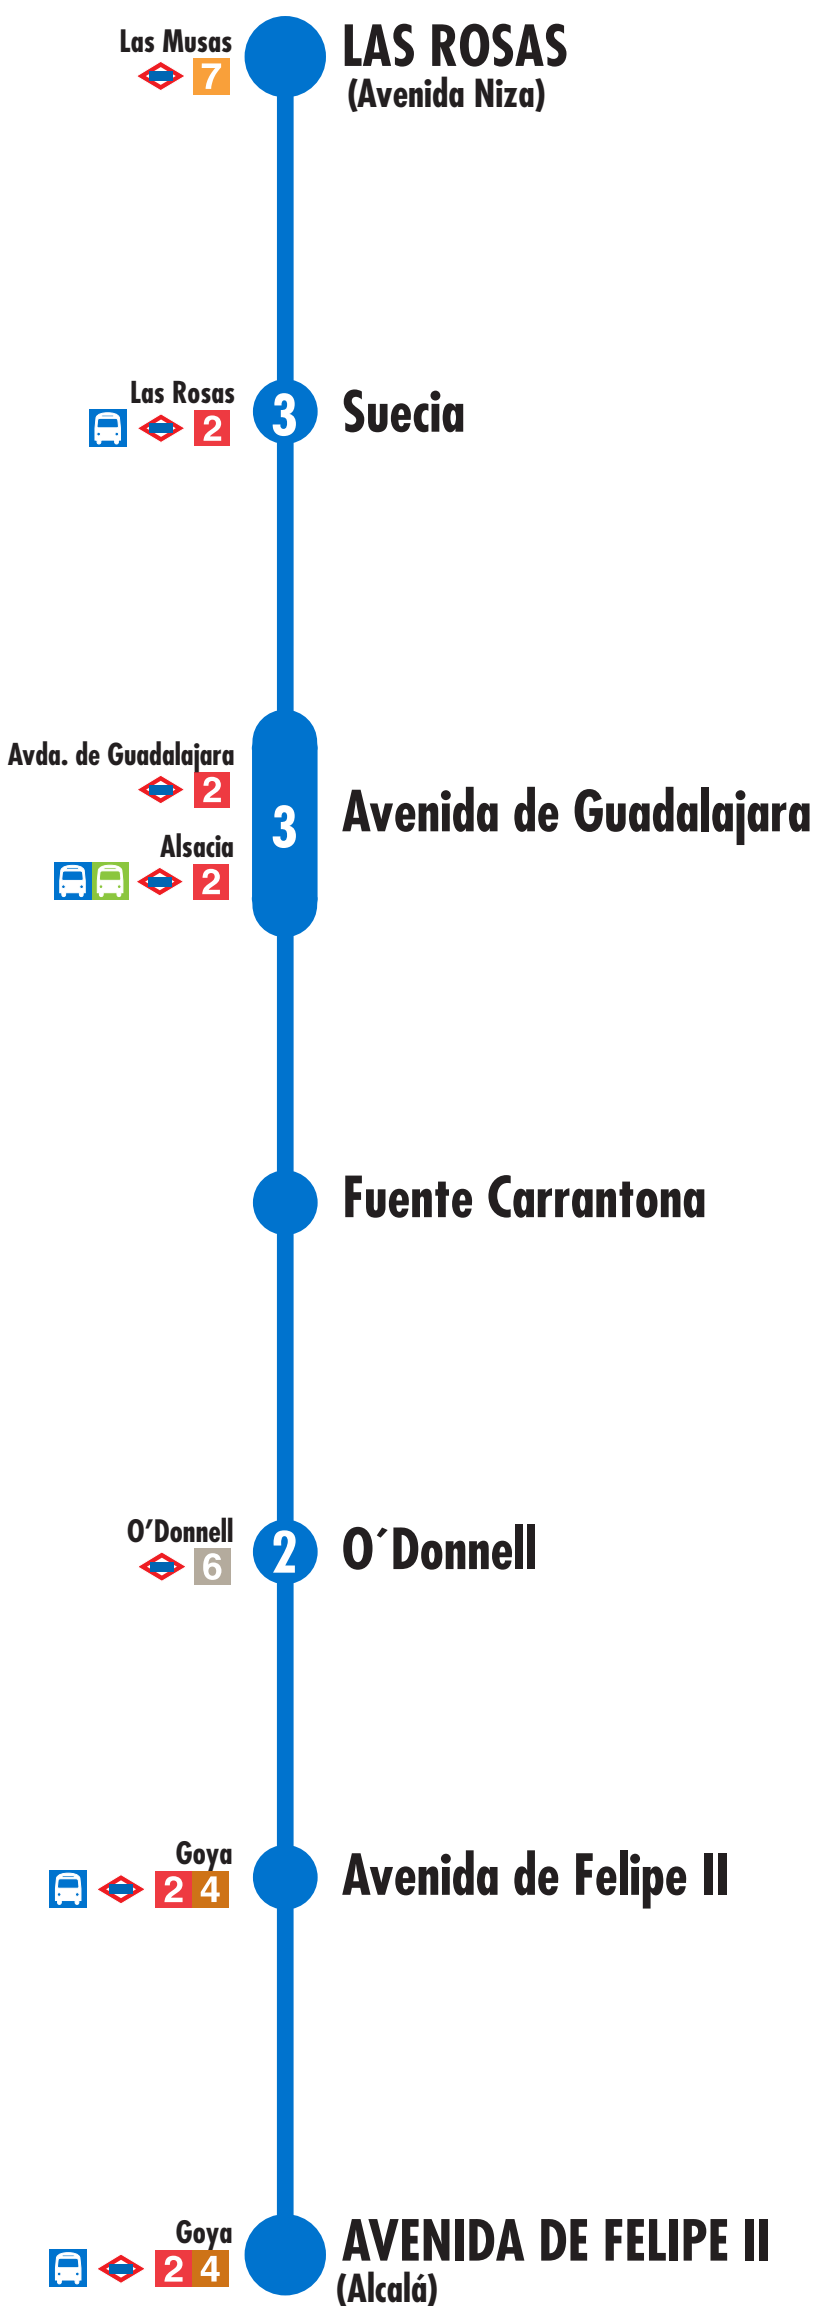 Las Musas
7
LAS ROSAS
(Avenida Niza)
Las Rosas
2
3
Suecia
Avda. de Guadalajara
2
Alsacia
2
3
Avenida de Guadalajara
Fuente Carrantona
O'Donnell
6
2
O´Donnell
Goya
2 4
Avenida de Felipe II
Goya
2 4
AVENIDA DE FELIPE II
(Alcalá)